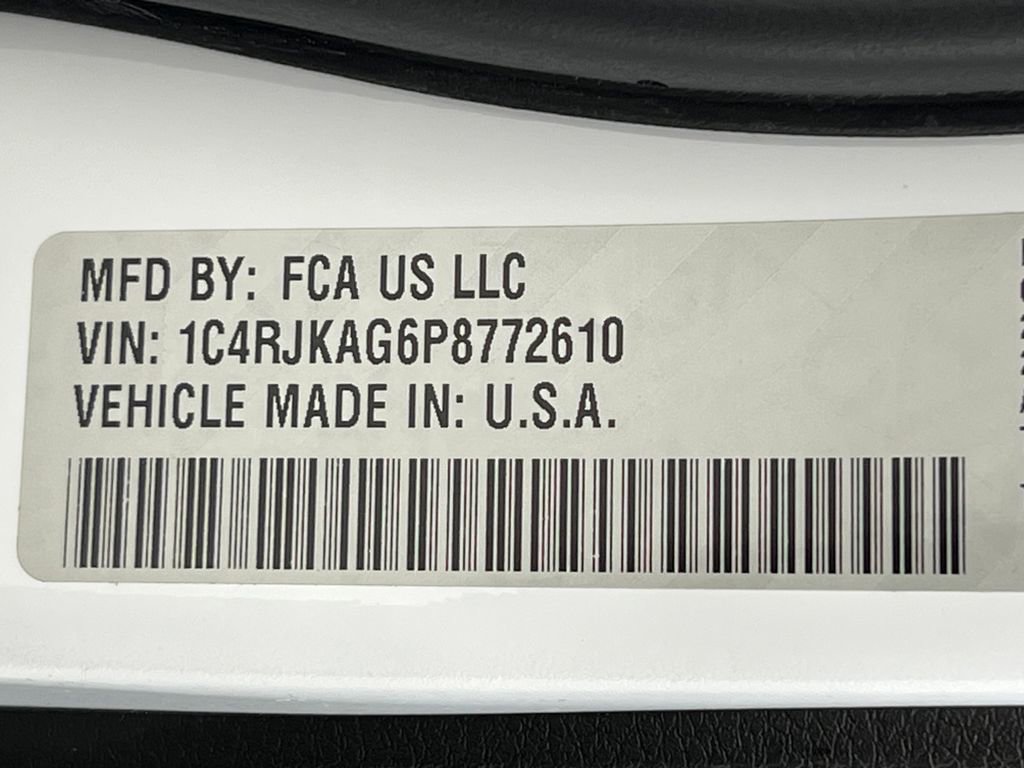 MFD BY: FCA US LLC
VIN: 1C4RJKAG6P8772610
VEHICLE MADE IN: U.S.A.